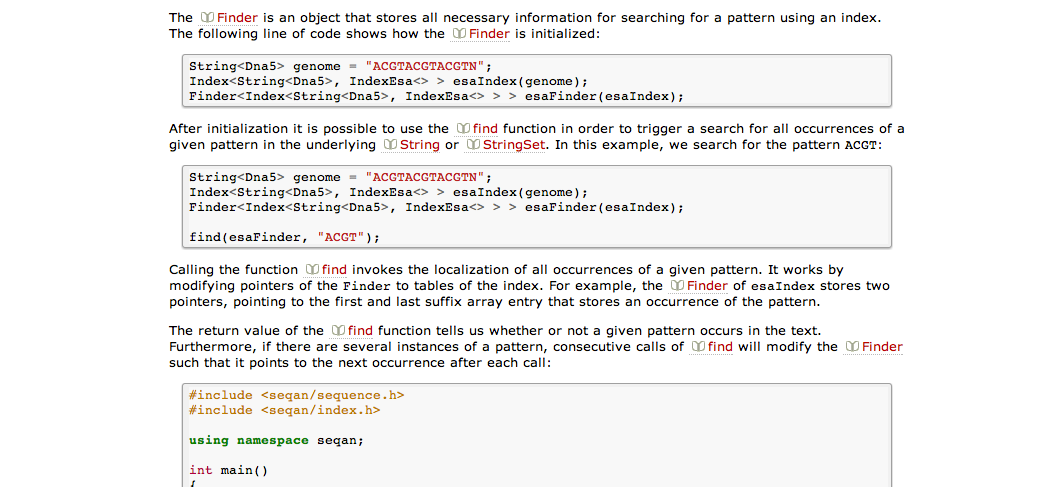 The Finder is an object that stores all necessary information for searching for a pattern using an index.
The following line of code shows how the Finder is initialized:
String<Dna5> genome = "ACGTACGTACGTN";
Index<String<Dna5>, IndexEsa<> > esaIndex(genome);
Finder<Index<String<Dna5>, IndexEsa<> > > esaFinder(esaIndex);
After initialization it is possible to use the find function in order to trigger a search for all occurrences of a
given pattern in the underlying String or StringSet. In this example, we search for the pattern ACGT:
String<Dna5> genome = "ACGTACGTACGTN";
Index<String<Dna5>, IndexEsa<> > esaIndex(genome);
Finder<Index<String<Dna5>, IndexEsa<> > > esaFinder(esaIndex);
find(esaFinder, "ACGT");
Calling the function find invokes the localization of all occurrences of a given pattern. It works by
modifying pointers of the Finder to tables of the index. For example, the Finder of esaIndex stores two
pointers, pointing to the first and last suffix array entry that stores an occurrence of the pattern.
The return value of the find function tells us whether or not a given pattern occurs in the text.
Furthermore, if there are several instances of a pattern, consecutive calls of find will modify the Finder
such that it points to the next occurrence after each call:
#include <seqan/sequence.h>
#include <seqan/index.h>
using namespace seqan;
int main()
{